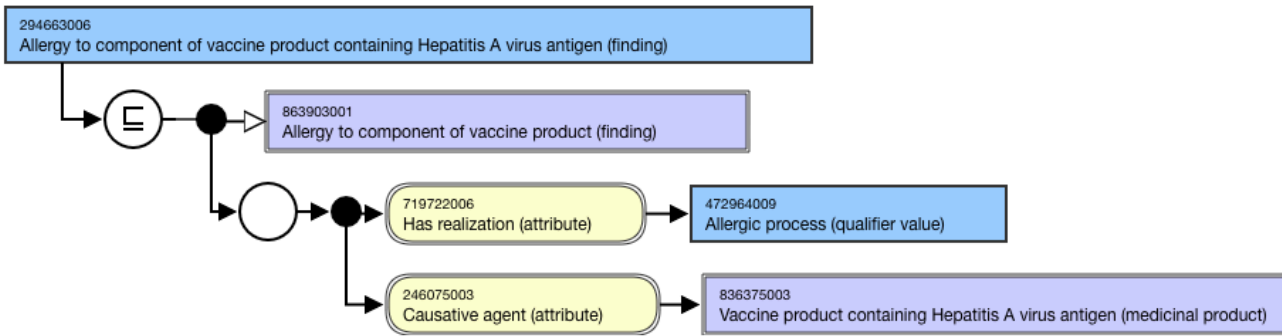 294663006
Allergy to component of vaccine product containing Hepatitis A virus antigen (finding)
⊑
863903001
Allergy to component of vaccine product (finding)
719722006
Has realization (attribute)
472964009
Allergic process (qualifier value)
246075003
Causative agent (attribute)
836375003
Vaccine product containing Hepatitis A virus antigen (medicinal product)